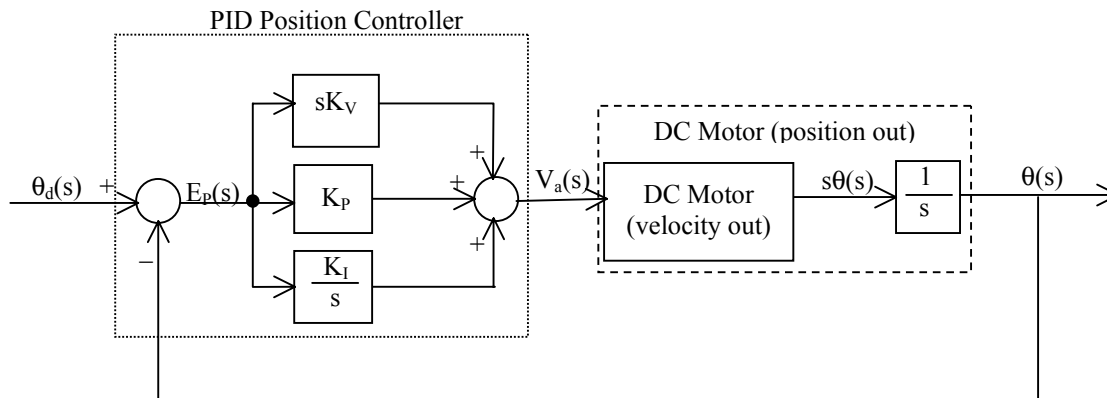 PID Position Controller
sK_V
DC Motor (position out)
θ_d(s)
+
E_P(s)
K_P
+
+
+
V_a(s)
DC Motor
(velocity out)
sθ(s)
1
s
θ(s)
−
K_I
s